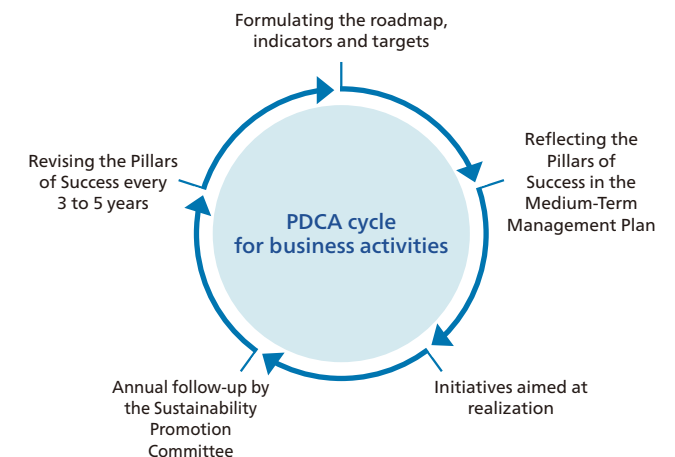 Formulating the roadmap,
indicators and targets
Reflecting the
Pillars of
Success in the
Medium-Term
Management Plan
Initiatives aimed at
realization
Annual follow-up by
the Sustainability
Promotion
Committee
Revising the Pillars
of Success every
3 to 5 years
PDCA cycle
for business activities